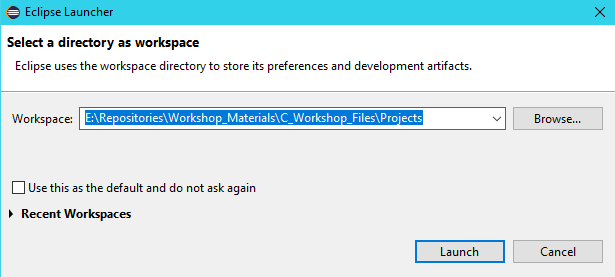 Eclipse Launcher
Select a directory as workspace
Eclipse uses the workspace directory to store its preferences and development artifacts.
Workspace: E:\Repositories\Workshop_Materials\C_Workshop_Files\Projects Browse...
Use this as the default and do not ask again
Recent Workspaces
Launch Cancel